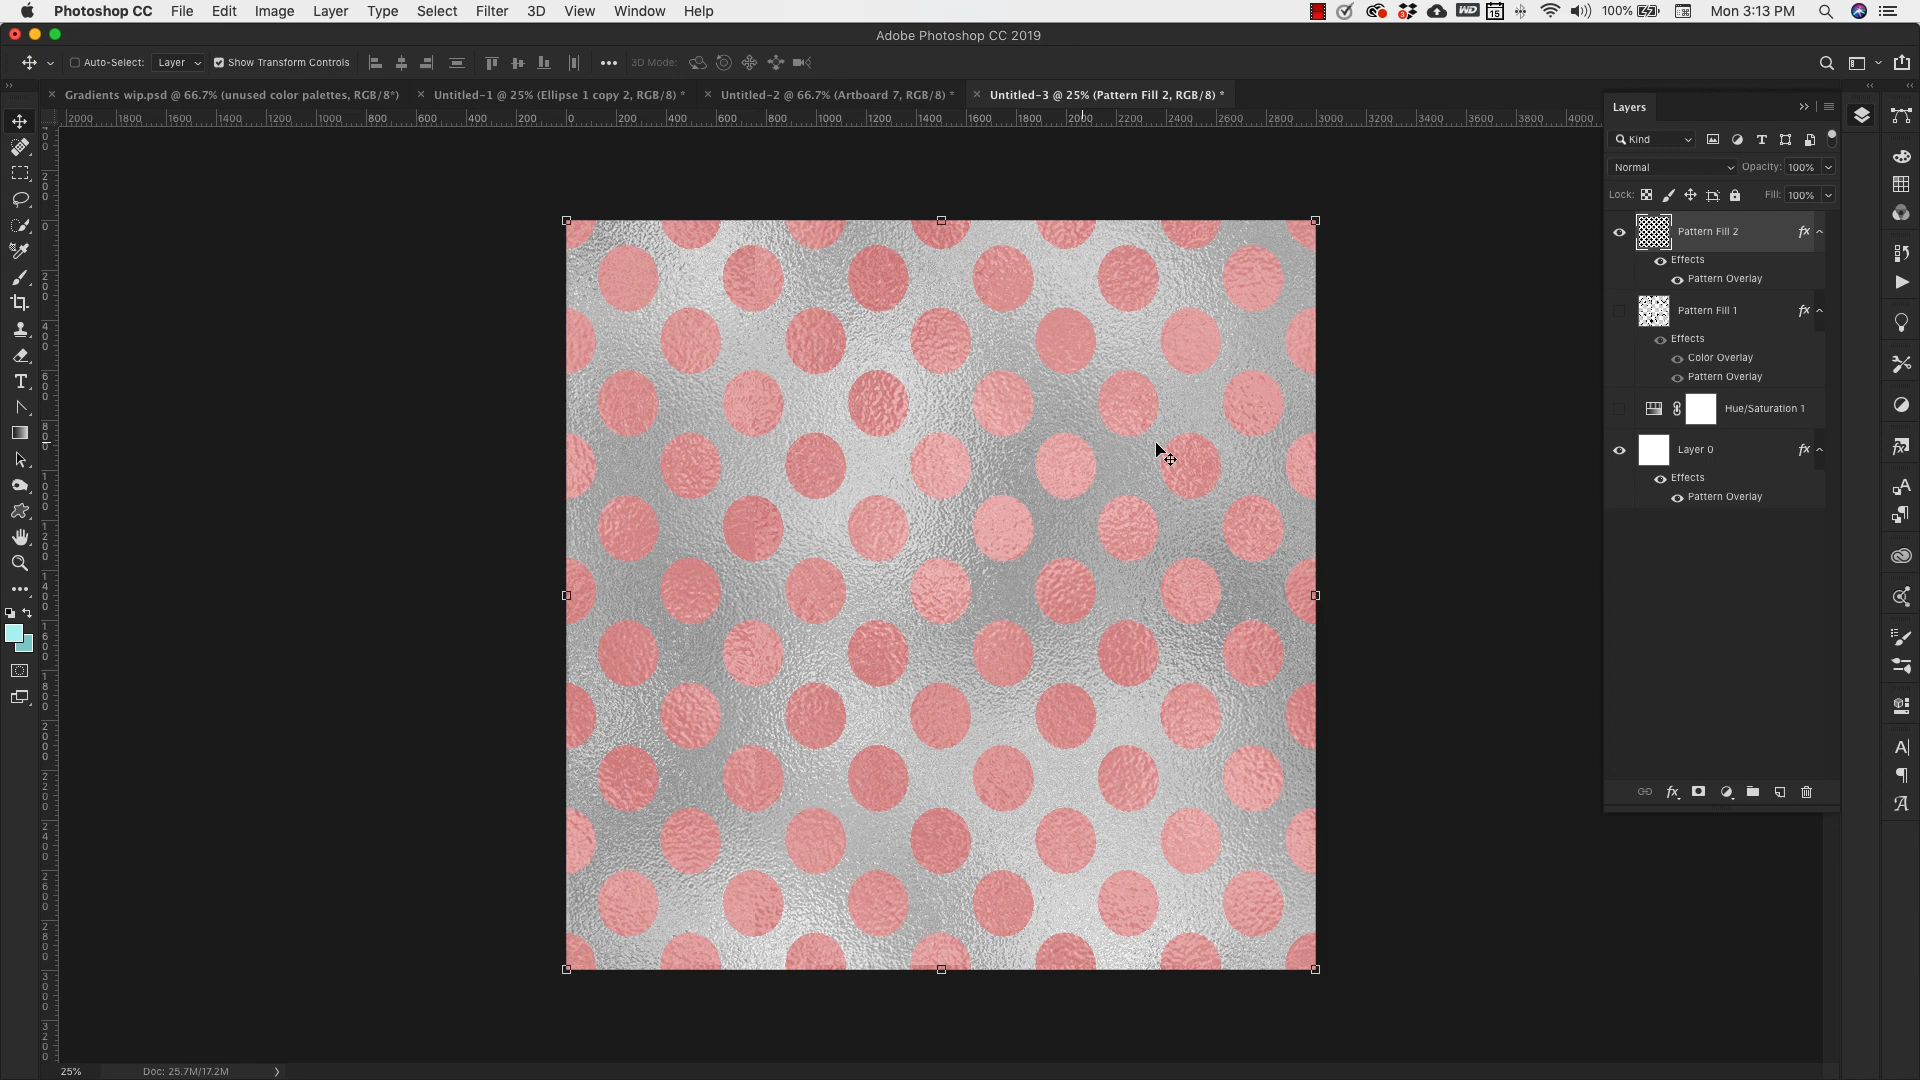 Photoshop CC File Edit Image Layer Type Select Filter 3D View Window Help WD 15 100% Mon 3:13 PM
Adobe Photoshop CC 2019
Auto-Select: Layer Show Transform Controls 3D Mode:
Gradients wip.psd @ 66.7% (unused color palettes, RGB/8*) Untitled-1 @ 25% (Ellipse 1 copy 2, RGB/8) * Untitled-2 @ 66.7% (Artboard 7, RGB/8) * Untitled-3 @ 25% (Pattern Fill 2, RGB/8) *
2000 1800 1600 1400 1200 1000 800 600 400 200 0 200 400 600 800 1000 1200 1400 1600 1800 2000 2200 2400 2600 2800 3000 3200 3400 3600 3800 4000
Layers
Kind
Normal Opacity: 100%
Lock: Fill: 100%
Pattern Fill 2 fx
Effects
Pattern Overlay
Pattern Fill 1 fx
Effects
Color Overlay
Pattern Overlay
Hue/Saturation 1
Layer 0 fx
Effects
Pattern Overlay
fx
25% Doc: 25.7M/17.2M